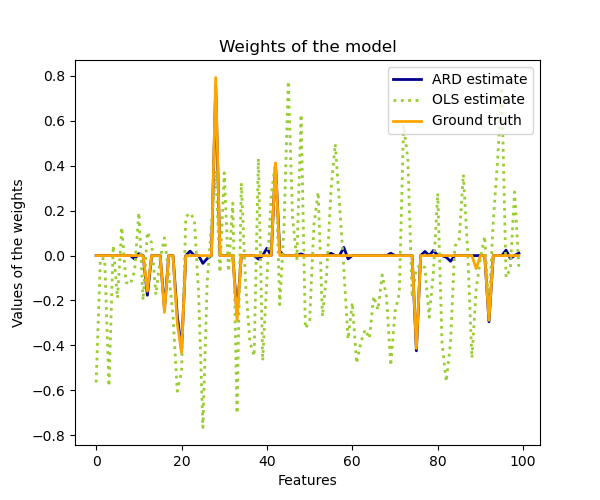 Weights of the model
ARD estimate
OLS estimate
Ground truth
Values of the weights
0.8
0.6
0.4
0.2
0.0
−0.2
−0.4
−0.6
−0.8
0 20 40 60 80 100
Features